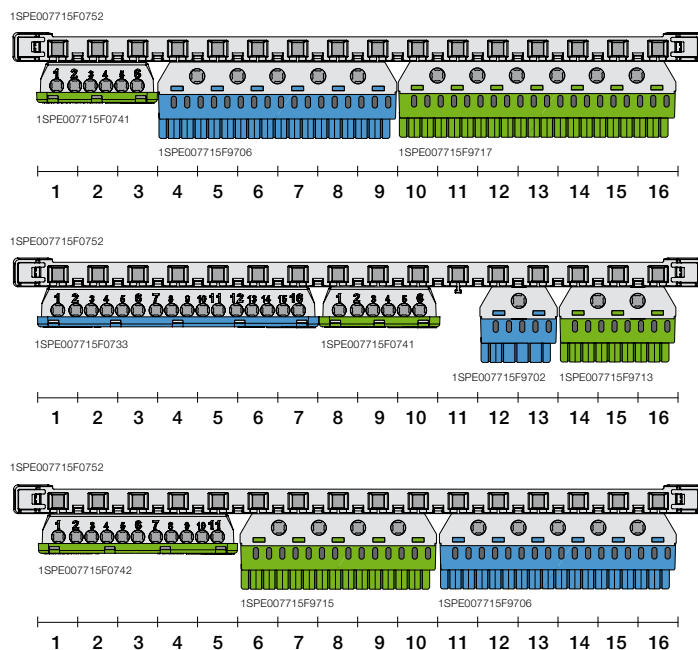 1SPE007715F0752
1 2 3 4 5 6
1SPE007715F0741
1SPE007715F9706
1SPE007715F9717
1 2 3 4 5 6 7 8 9 10 11 12 13 14 15 16
1SPE007715F0752
1 2 3 4 5 6 7 8 9 10 11 12 13 14 15 16 1 2 3 4 5 6
1SPE007715F0733
1SPE007715F0741
1SPE007715F9702
1SPE007715F9713
1 2 3 4 5 6 7 8 9 10 11 12 13 14 15 16
1SPE007715F0752
1 2 3 4 5 6 7 8 9 10 11
1SPE007715F0742
1SPE007715F9715
1SPE007715F9706
1 2 3 4 5 6 7 8 9 10 11 12 13 14 15 16